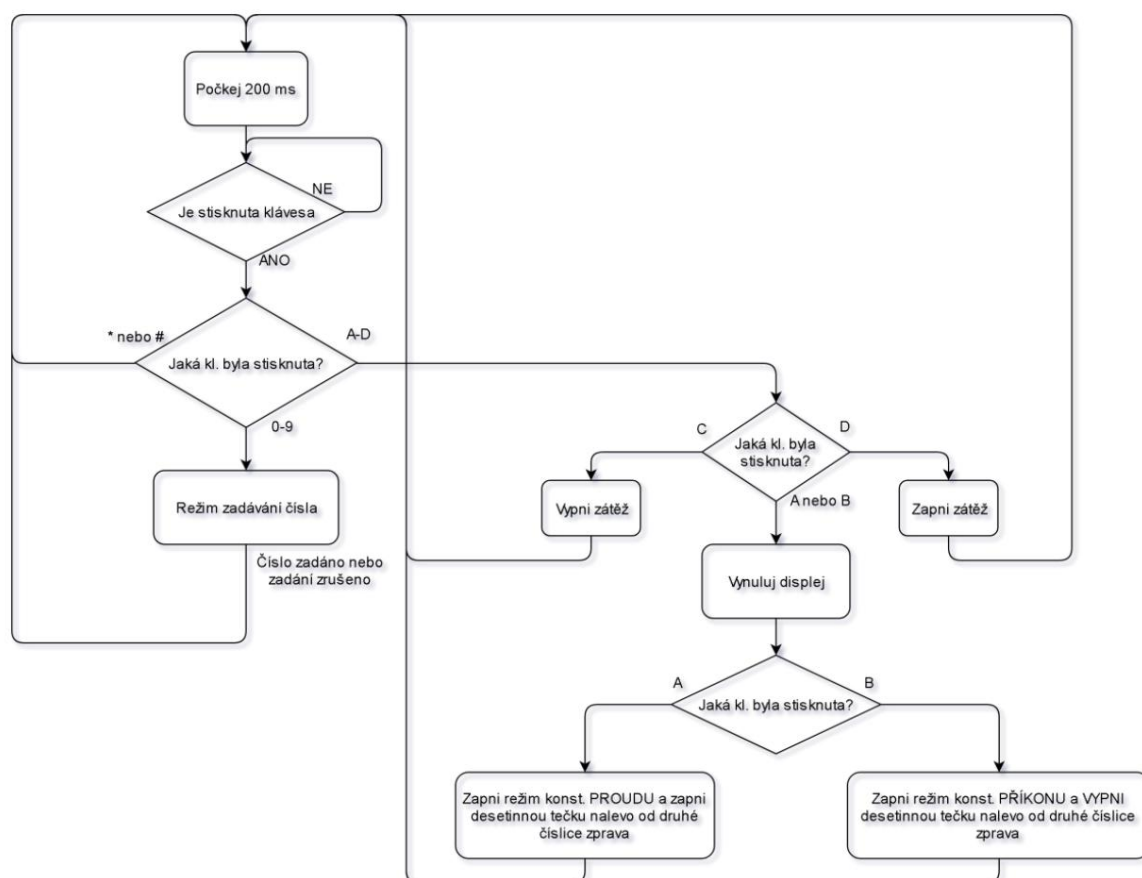 Počkej 200 ms
NE
Je stisknuta klávesa
ANO
* nebo #
A-D
Jaká kl. byla stisknuta?
0-9
C
Jaká kl. byla
stisknuta?
D
Režim zadávání čísla
Vypni zátěž
A nebo B
Zapni zátěž
Číslo zadáno nebo
zadání zrušeno
Vynuluj displej
A
Jaká kl. byla stisknuta?
B
Zapni režim konst. PROUDU a zapni
desetinnou tečku nalevo od druhé
číslice zprava
Zapni režim konst. PŘÍKONU a VYPNI
desetinnou tečku nalevo od druhé číslice
zprava